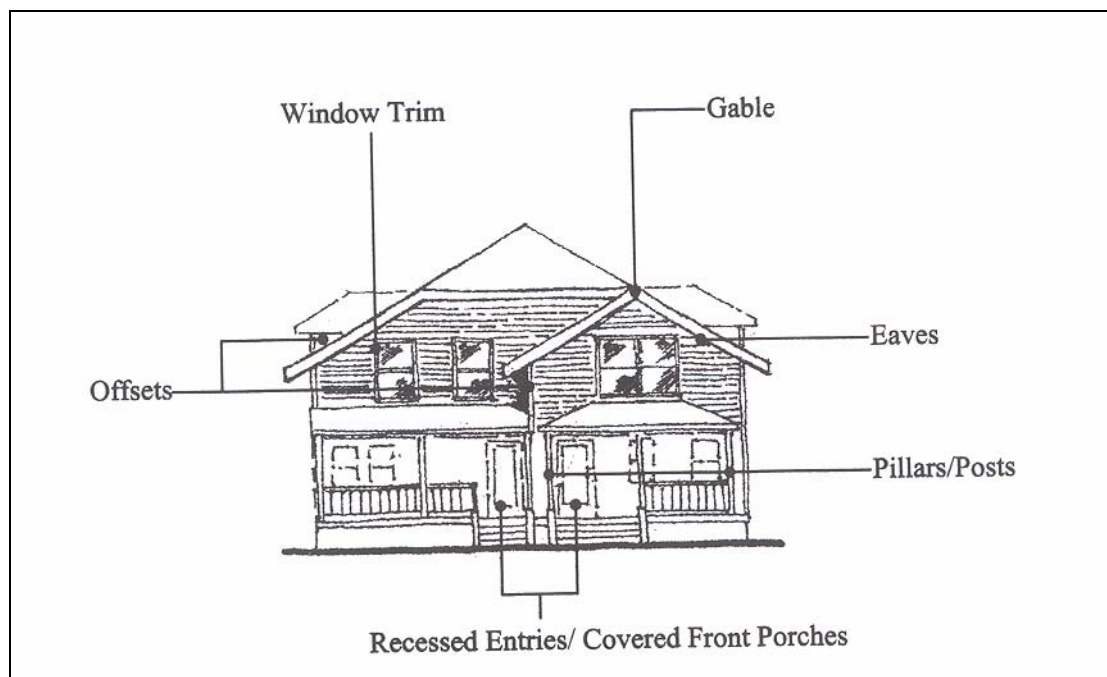 Window Trim
Gable
Eaves
Offsets
Pillars/Posts
Recessed Entries/ Covered Front Porches